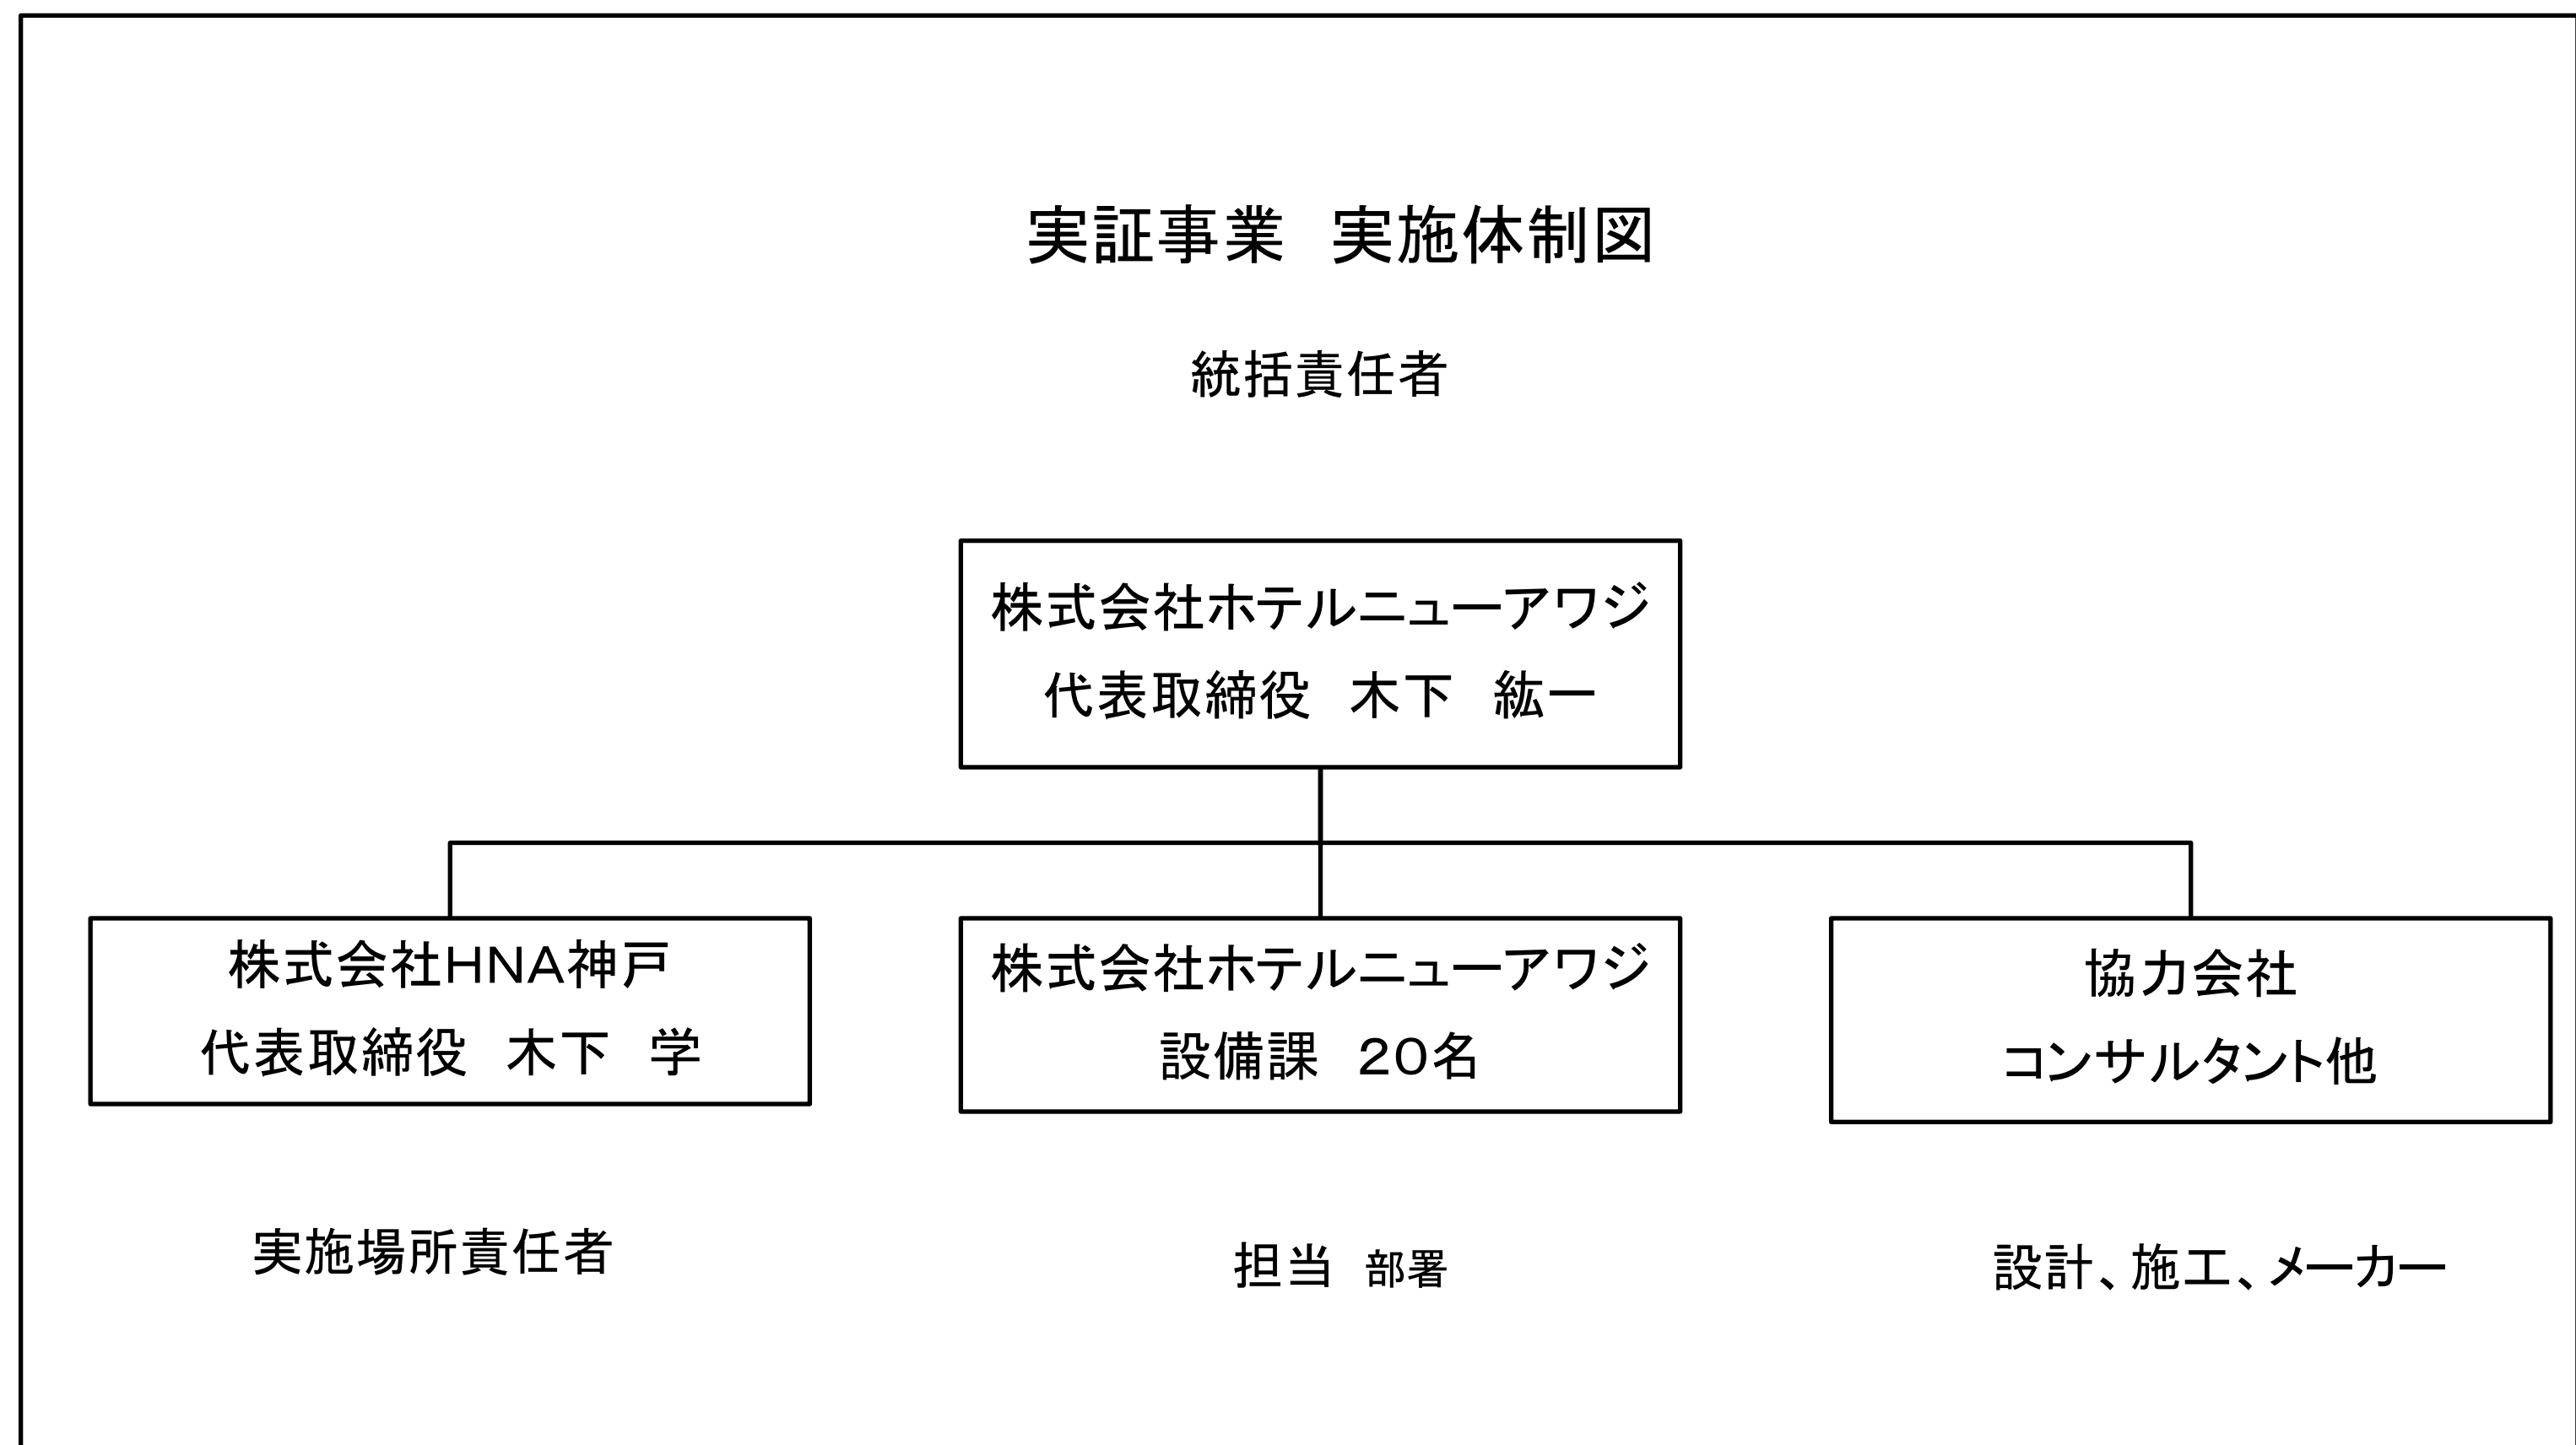 実証事業　実施体制図
統括責任者
株式会社ホテルニューアワジ
代表取締役　木下　紘一
株式会社HNA神戸
代表取締役　木下　学
株式会社ホテルニューアワジ
設備課　20名
協力会社
コンサルタント他
実施場所責任者
担当　部署
設計、施工、メーカー